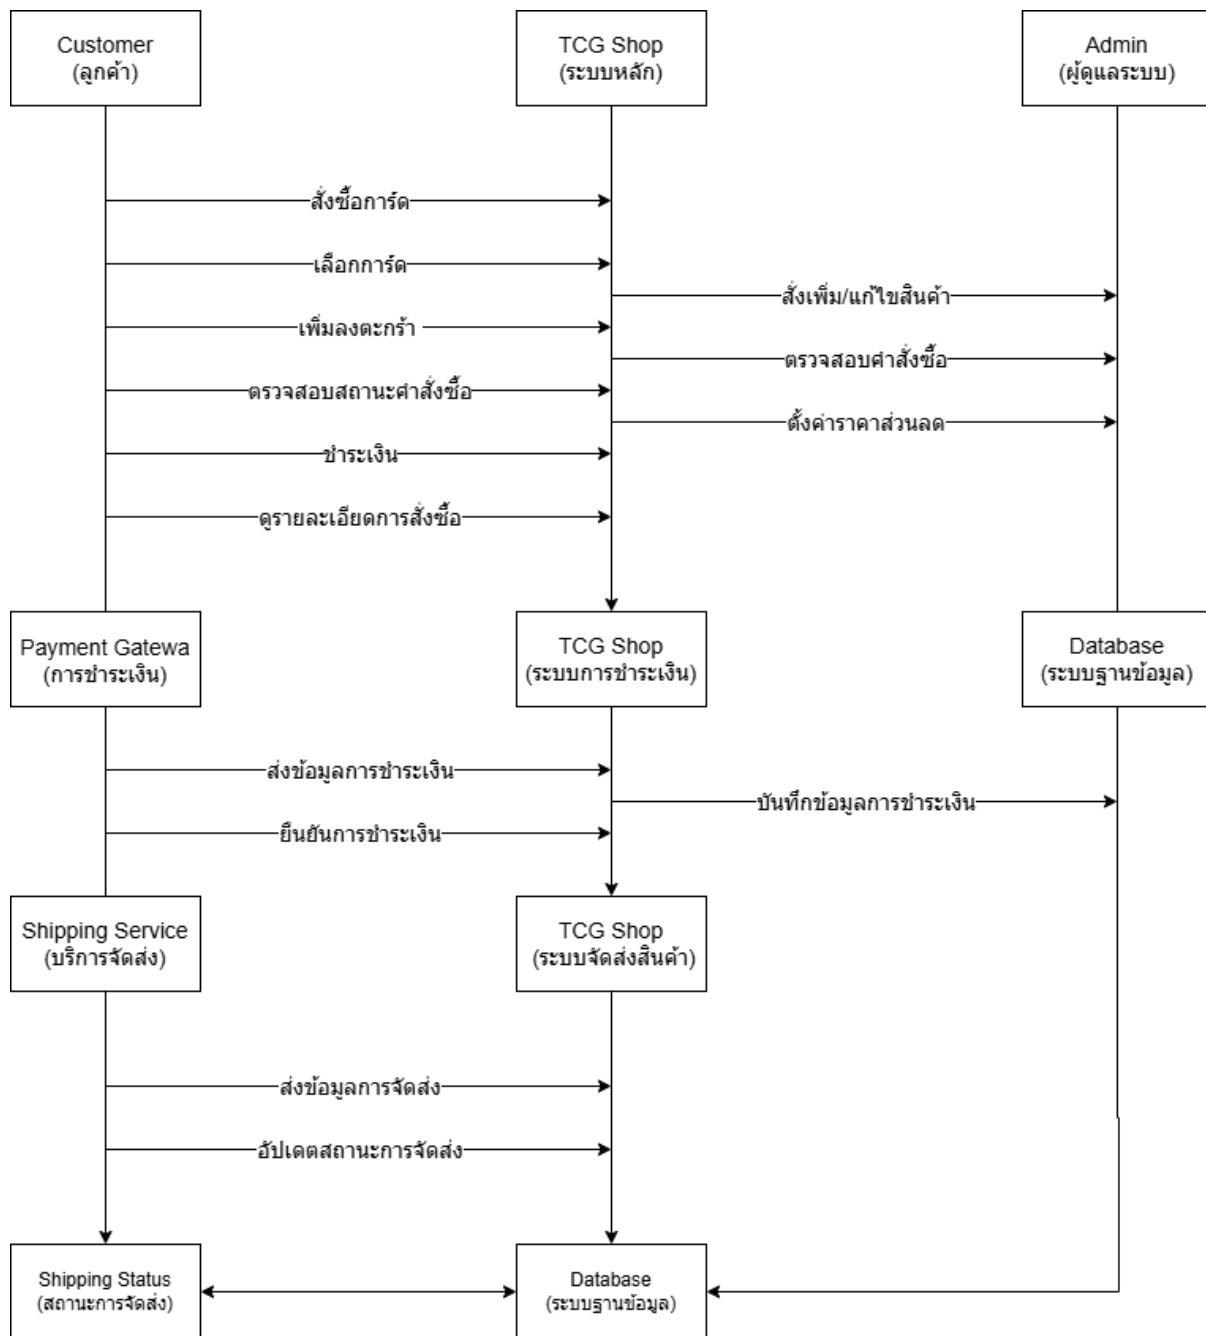 Customer
(ลูกค้า)
TCG Shop
(ระบบหลัก)
Admin
(ผู้ดูแลระบบ)
สั่งซื้อการ์ด
เลือกการ์ด
สั่งเพิ่ม/แก้ไขสินค้า
เพิ่มลงตะกร้า
ตรวจสอบคำสั่งซื้อ
ตรวจสอบสถานะคำสั่งซื้อ
ตั้งค่าราคาส่วนลด
ชำระเงิน
ดูรายละเอียดการสั่งซื้อ
Payment Gatewa
(การชำระเงิน)
TCG Shop
(ระบบการชำระเงิน)
Database
(ระบบฐานข้อมูล)
ส่งข้อมูลการชำระเงิน
บันทึกข้อมูลการชำระเงิน
ยืนยันการชำระเงิน
Shipping Service
(บริการจัดส่ง)
TCG Shop
(ระบบจัดส่งสินค้า)
ส่งข้อมูลการจัดส่ง
อัปเดตสถานะการจัดส่ง
Shipping Status
(สถานะการจัดส่ง)
Database
(ระบบฐานข้อมูล)